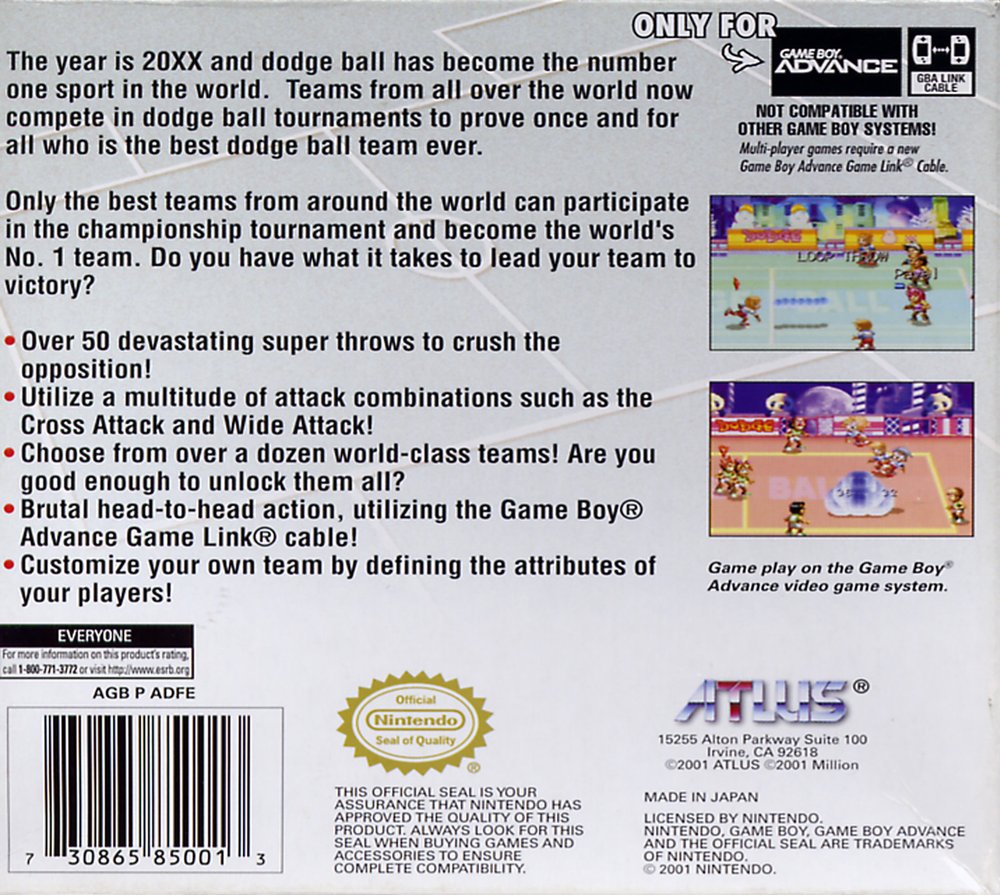 ONLY FOR
GAME BOY ADVANCE
GBA LINK
CABLE
NOT COMPATIBLE WITH
OTHER GAME BOY SYSTEMS!
Multi-player games require a new
Game Boy Advance Game Link® Cable.
The year is 20XX and dodge ball has become the number
one sport in the world.  Teams from all over the world now
compete in dodge ball tournaments to prove once and for
all who is the best dodge ball team ever.
Only the best teams from around the world can participate
in the championship tournament and become the world's
No. 1 team. Do you have what it takes to lead your team to
victory?
• Over 50 devastating super throws to crush the
opposition!
• Utilize a multitude of attack combinations such as the
Cross Attack and Wide Attack!
• Choose from over a dozen world-class teams! Are you
good enough to unlock them all?
• Brutal head-to-head action, utilizing the Game Boy®
Advance Game Link® cable!
• Customize your own team by defining the attributes of
your players!
DODGE
LOOP THROW
BALL
DODGE
BALL
Game play on the Game Boy®
Advance video game system.
EVERYONE
For more information on this product's rating,
call 1-800-771-3772 or visit http://www.esrb.org
AGB P ADFE
7 30865 85001 3
Official
Nintendo
Seal of Quality
®
THIS OFFICIAL SEAL IS YOUR
ASSURANCE THAT NINTENDO HAS
APPROVED THE QUALITY OF THIS
PRODUCT. ALWAYS LOOK FOR THIS
SEAL WHEN BUYING GAMES AND
ACCESSORIES TO ENSURE
COMPLETE COMPATIBILITY.
ATLUS®
15255 Alton Parkway Suite 100
Irvine, CA 92618
©2001 ATLUS ©2001 Million
MADE IN JAPAN
LICENSED BY NINTENDO.
NINTENDO, GAME BOY, GAME BOY ADVANCE
AND THE OFFICIAL SEAL ARE TRADEMARKS
OF NINTENDO.
© 2001 NINTENDO.